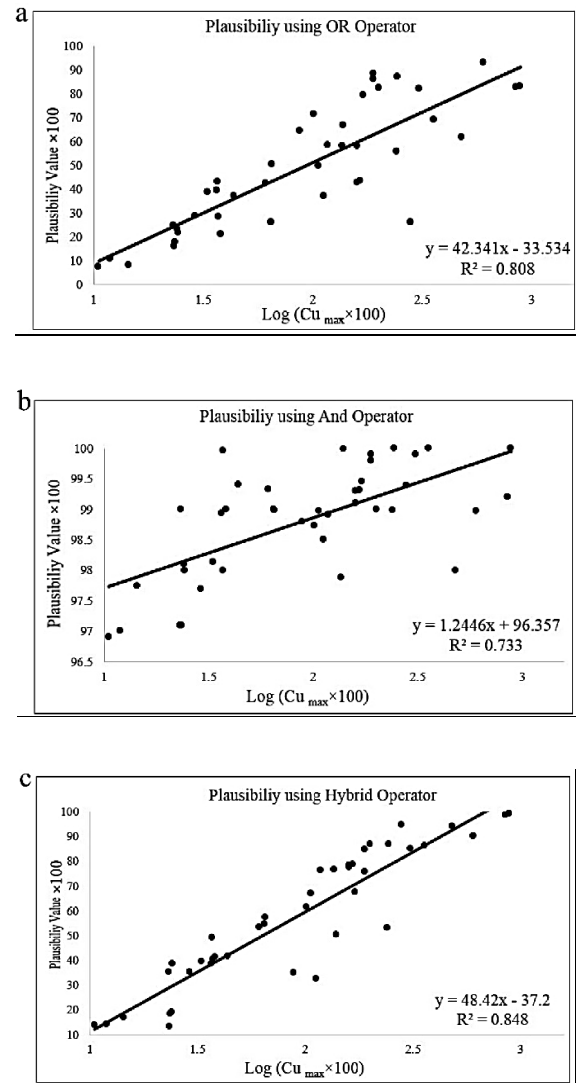 a
Plausibiliy using OR Operator
Plausibiliy Value ×100
100
90
80
70
60
50
40
30
20
10
0
y = 42.341x - 33.534
R² = 0.808
1 1.5 2 2.5 3
Log (Cu max×100)
b
Plausibiliy using And Operator
Plausibiliy Value ×100
100
99.5
99
98.5
98
97.5
97
96.5
y = 1.2446x + 96.357
R² = 0.733
1 1.5 2 2.5 3
Log (Cu max×100)
c
Plausibiliy using Hybrid Operator
Plausibiliy Value ×100
100
90
80
70
60
50
40
30
20
10
y = 48.42x - 37.2
R² = 0.848
1 1.5 2 2.5 3
Log (Cu max×100)